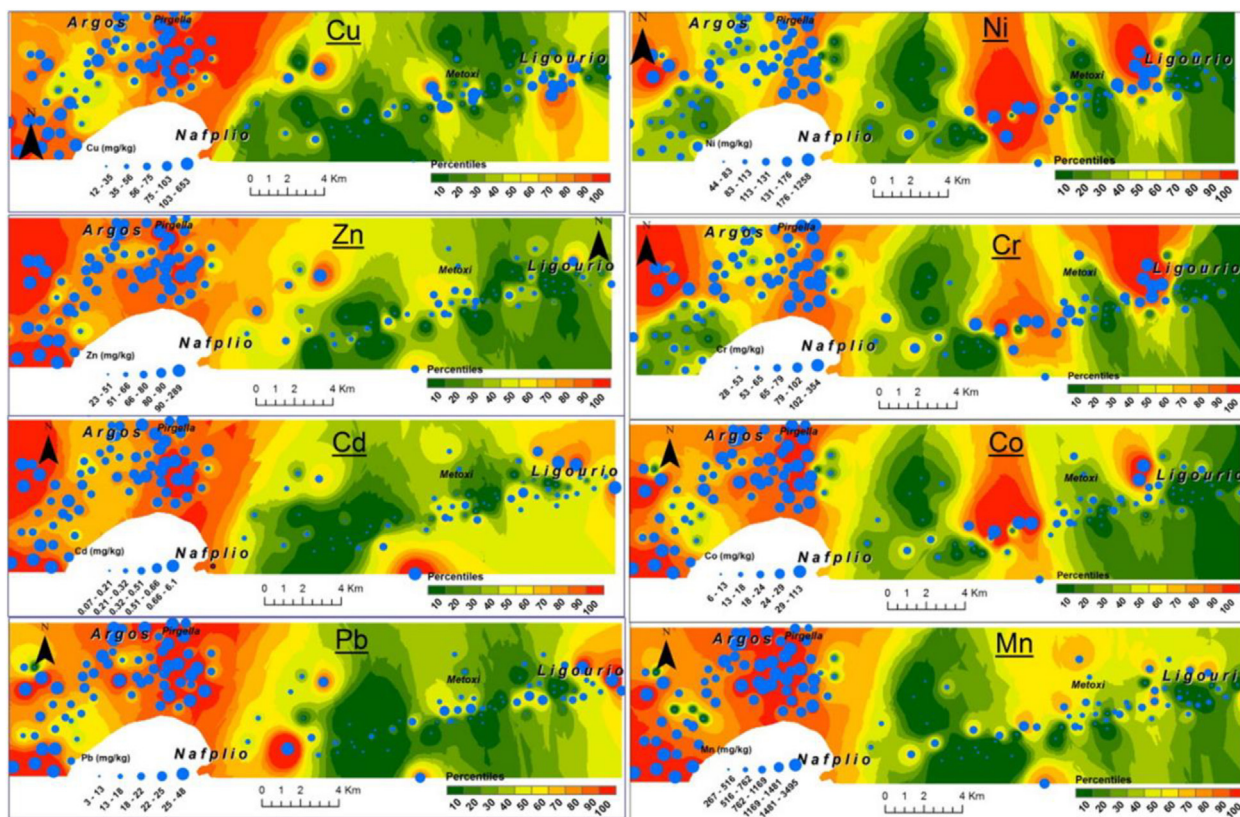 Cu
Argos
Pirgella
Metoxi
Ligourio
Nafplio
N
Cu (mg/kg)
12 - 35
35 - 56
56 - 75
75 - 103
103 - 653
0 1 2 4 Km
Percentiles
10 20 30 40 50 60 70 80 90 100
Ni
N
Argos
Pirgella
Metoxi
Ligourio
Nafplio
Ni (mg/kg)
44 - 83
83 - 113
113 - 131
131 - 176
176 - 1258
0 1 2 4 Km
Percentiles
10 20 30 40 50 60 70 80 90 100
Zn
Argos
Pirgella
N
Metoxi
Ligourio
Nafplio
Zn (mg/kg)
23 - 51
51 - 66
66 - 80
80 - 90
90 - 289
0 1 2 4 Km
Percentiles
10 20 30 40 50 60 70 80 90 100
Cr
N
Argos
Pirgella
Metoxi
Ligourio
Nafplio
Cr (mg/kg)
28 - 53
53 - 65
65 - 79
79 - 102
102 - 354
0 1 2 4 Km
Percentiles
10 20 30 40 50 60 70 80 90 100
Cd
N
Argos
Pirgella
Metoxi
Ligourio
Nafplio
Cd (mg/kg)
0.07 - 0.21
0.21 - 0.32
0.32 - 0.51
0.51 - 0.66
0.66 - 6.1
0 1 2 4 Km
Percentiles
10 20 30 40 50 60 70 80 90 100
Co
N
Argos
Pirgella
Metoxi
Ligourio
Nafplio
Co (mg/kg)
6 - 13
13 - 18
18 - 24
24 - 29
29 - 113
0 1 2 4 Km
Percentiles
10 20 30 40 50 60 70 80 90 100
Pb
N
Argos
Pirgella
Metoxi
Ligourio
Nafplio
Pb (mg/kg)
3 - 13
13 - 18
18 - 22
22 - 25
25 - 48
0 1 2 4 Km
Percentiles
10 20 30 40 50 60 70 80 90 100
Mn
N
Argos
Pirgella
Metoxi
Ligourio
Nafplio
Mn (mg/kg)
267 - 516
516 - 762
762 - 1169
1169 - 1481
1481 - 3495
0 1 2 4 Km
Percentiles
10 20 30 40 50 60 70 80 90 100